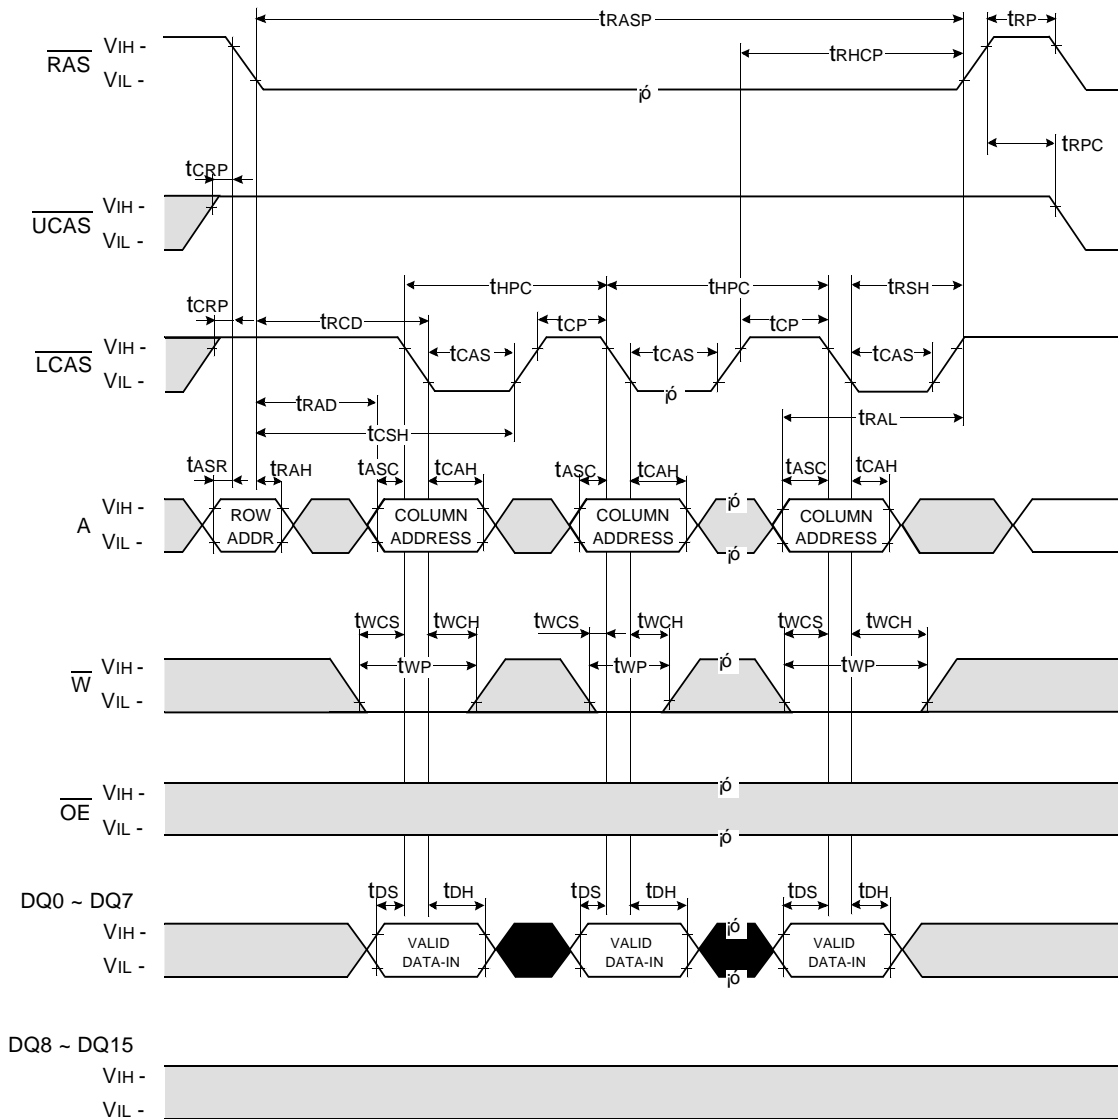 tRASP
tRP
RAS
VIH -
VIL -
tRHCP
¡ó
tRPC
tCRP
UCAS
VIH -
VIL -
tHPC
tHPC
tRSH
tCRP
tRCD
tCP
tCP
LCAS
VIH -
VIL -
tCAS
tCAS
tCAS
¡ó
tRAD
tCSH
tRAL
tASR
tRAH
tASC
tCAH
tASC
tCAH
tASC
tCAH
A
VIH -
VIL -
ROW
ADDR
COLUMN
ADDRESS
COLUMN
ADDRESS
¡ó
¡ó
COLUMN
ADDRESS
tWCS
tWCH
tWCS
tWCH
tWCS
tWCH
W
VIH -
VIL -
tWP
tWP
¡ó
tWP
OE
VIH -
VIL -
¡ó
¡ó
DQ0 ~ DQ7
tDS
tDH
tDS
tDH
tDS
tDH
VIH -
VIL -
VALID
DATA-IN
VALID
DATA-IN
¡ó
¡ó
VALID
DATA-IN
DQ8 ~ DQ15
VIH -
VIL -